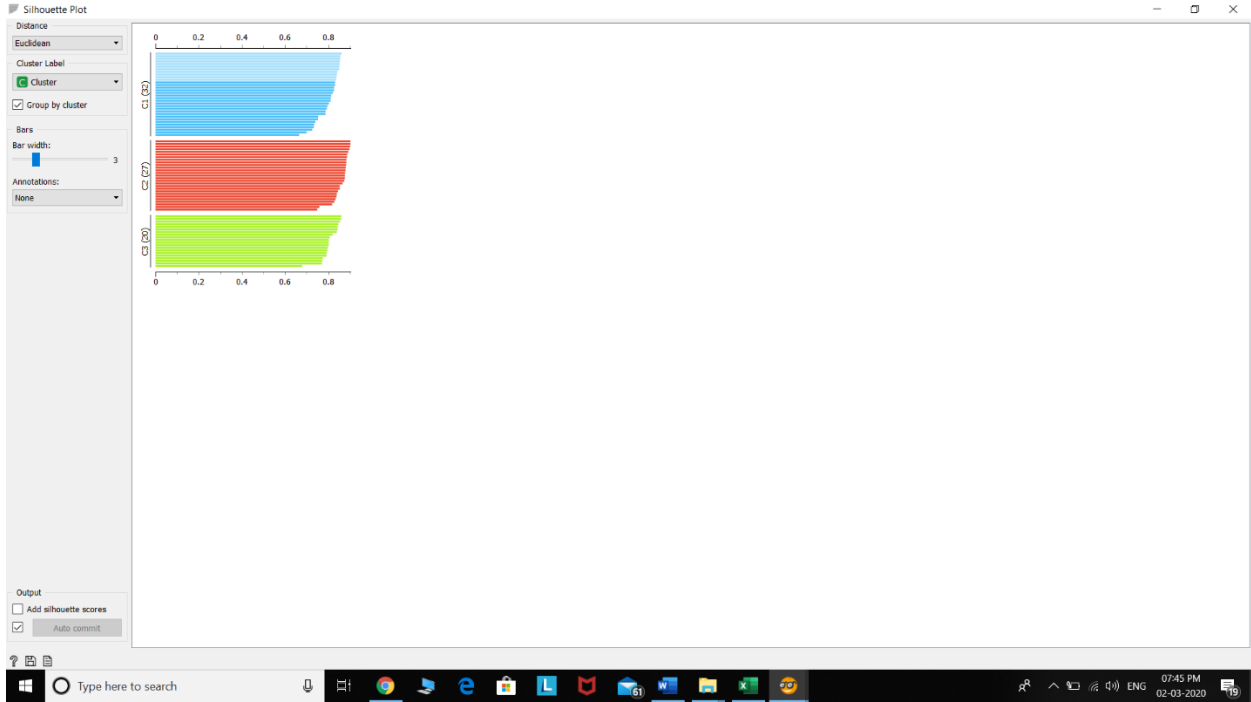 Silhouette Plot
Distance
Euclidean
Cluster Label
C Cluster
Group by cluster
Bars
Bar width:
3
Annotations:
None
0 0.2 0.4 0.6 0.8
C1 (32)
C2 (27)
C3 (20)
0 0.2 0.4 0.6 0.8
Output
Add silhouette scores
Auto commit
?
Type here to search
L
61
W
X
ENG
07:45 PM
02-03-2020
19